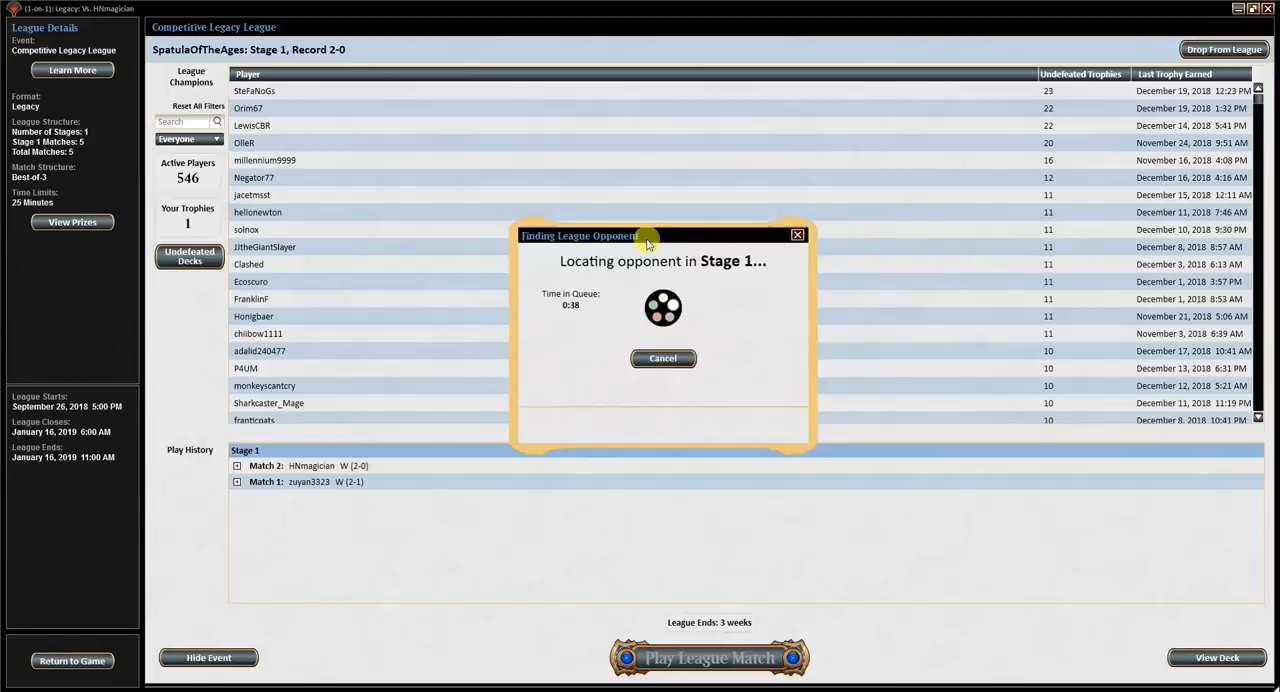 (1-on-1): Legacy: Vs. HNmagician
League Details
Event:
Competitive Legacy League
Learn More
Format:
Legacy
League Structure:
Number of Stages: 1
Stage 1 Matches: 5
Total Matches: 5
Match Structure:
Best-of-3
Time Limits:
25 Minutes
View Prizes
League Starts:
September 26, 2018 5:00 PM
League Closes:
January 16, 2019 6:00 AM
League Ends:
January 16, 2019 11:00 AM
Return to Game
Competitive Legacy League
SpatulaOfTheAges: Stage 1, Record 2-0
Drop From League
League
Champions
Reset All Filters
Search
Everyone
Active Players
546
Your Trophies
1
Undefeated
Decks
Player Undefeated Trophies Last Trophy Earned
SteFaNoGs 23 December 19, 2018 12:23 PM
Orim67 22 December 19, 2018 1:32 PM
LewisCBR 22 December 14, 2018 5:41 PM
OlleR 20 November 24, 2018 9:51 AM
millennium9999 16 November 16, 2018 4:08 PM
Negator77 12 December 16, 2018 4:16 AM
jacetmsst 11 December 15, 2018 12:11 AM
hellonewton 11 December 11, 2018 7:46 AM
solnox 11 December 10, 2018 9:30 PM
JJtheGiantSlayer 11 December 8, 2018 8:57 AM
Clashed 11 December 3, 2018 6:13 AM
Ecoscuro 11 December 1, 2018 3:57 PM
FranklinF 11 December 1, 2018 8:53 AM
Honigbaer 11 November 21, 2018 5:06 AM
chiibow1111 11 November 3, 2018 6:39 AM
adalid240477 10 December 17, 2018 10:41 AM
P4UM 10 December 13, 2018 6:31 PM
monkeyscantcry 10 December 12, 2018 5:21 AM
Sharkcaster_Mage 10 December 11, 2018 11:19 PM
franticpats 10 December 8, 2018 10:41 PM
Finding League Opponent
Locating opponent in Stage 1...
Time in Queue:
0:38
Cancel
Play History
Stage 1
Match 2: HNmagician W (2-0)
Match 1: zuyan3323 W (2-1)
League Ends: 3 weeks
Hide Event
Play League Match
View Deck